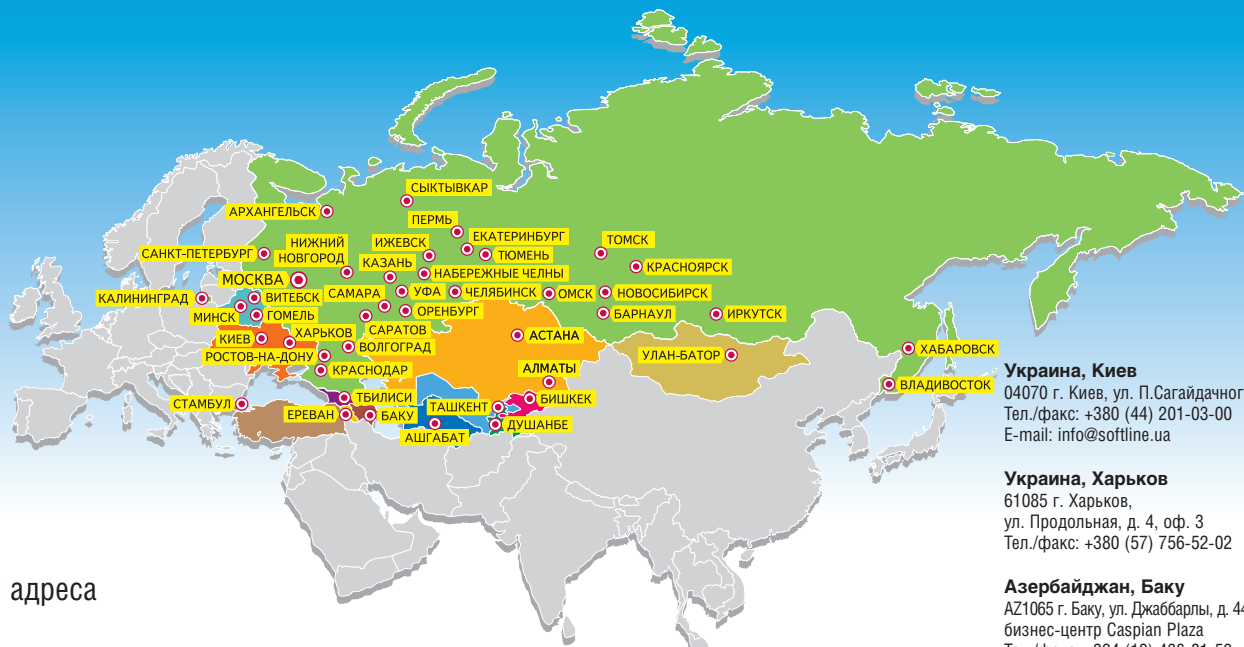 СЫКТЫВКАР
АРХАНГЕЛЬСК
ПЕРМЬ
ЕКАТЕРИНБУРГ
ТОМСК
САНКТ-ПЕТЕРБУРГ
НИЖНИЙ
НОВГОРОД
ИЖЕВСК
ТЮМЕНЬ
КАЗАНЬ
КРАСНОЯРСК
МОСКВА
НАБЕРЕЖНЫЕ ЧЕЛНЫ
КАЛИНИНГРАД
ВИТЕБСК
САМАРА
УФА
ЧЕЛЯБИНСК
ОМСК
НОВОСИБИРСК
МИНСК
ГОМЕЛЬ
ОРЕНБУРГ
БАРНАУЛ
ИРКУТСК
КИЕВ
ХАРЬКОВ
САРАТОВ
АСТАНА
РОСТОВ-НА-ДОНУ
ВОЛГОГРАД
УЛАН-БАТОР
ХАБАРОВСК
КРАСНОДАР
АЛМАТЫ
ВЛАДИВОСТОК
СТАМБУЛ
ТБИЛИСИ
ТАШКЕНТ
БИШКЕК
ЕРЕВАН
БАКУ
АШГАБАТ
ДУШАНБЕ
Украина, Киев
04070 г. Киев, ул. П.Сагайдачног
Тел./факс: +380 (44) 201-03-00
E-mail: info@softline.ua
Украина, Харьков
61085 г. Харьков,
ул. Продольная, д. 4, оф. 3
Тел./факс: +380 (57) 756-52-02
Азербайджан, Баку
AZ1065 г. Баку, ул. Джаббарлы, д. 44
бизнес-центр Caspian Plaza
адреса